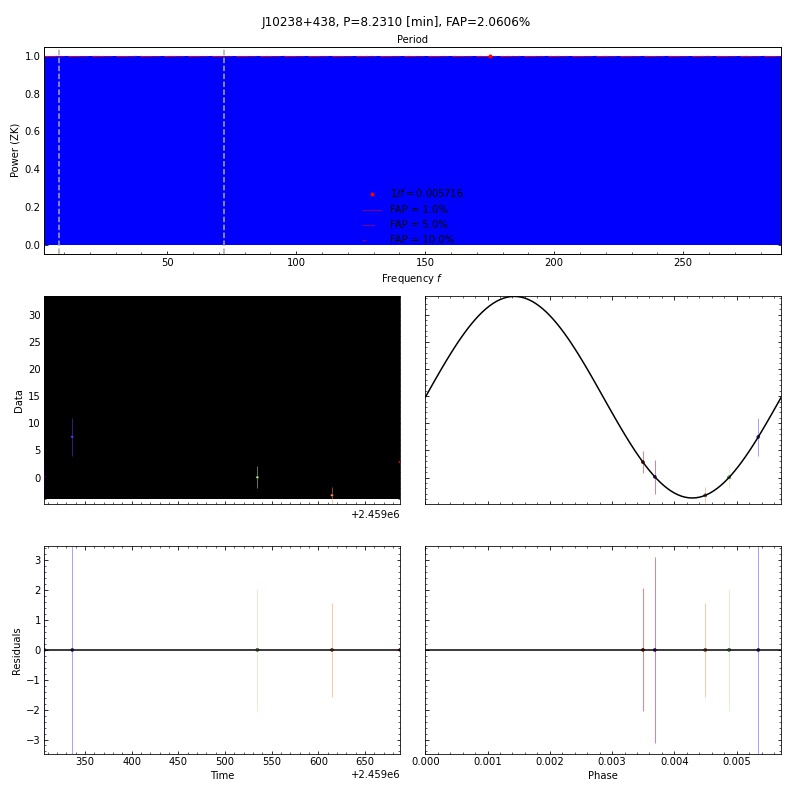 J10238+438, P=8.2310 [min], FAP=2.0606%
Period
Power (ZK)
1.0
0.8
0.6
0.4
0.2
0.0
1/f = 0.005716
FAP = 1.0%
FAP = 5.0%
FAP = 10.0%
50 100 150 200 250
Frequency f
Data
30
25
20
15
10
5
0
+2.459e6
Residuals
3
2
1
0
−1
−2
−3
350 400 450 500 550 600 650
Time
+2.459e6
0.000 0.001 0.002 0.003 0.004 0.005
Phase